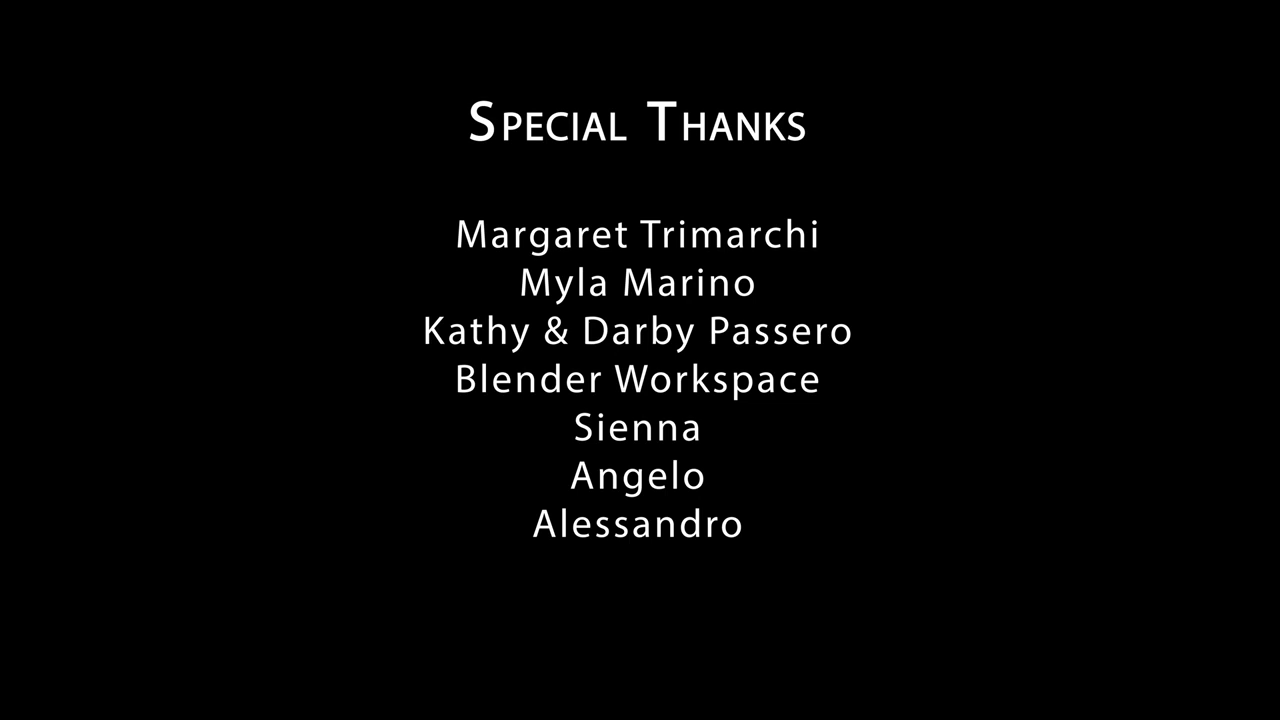 Special Thanks
Margaret Trimarchi
Myla Marino
Kathy & Darby Passero
Blender Workspace
Sienna
Angelo
Alessandro